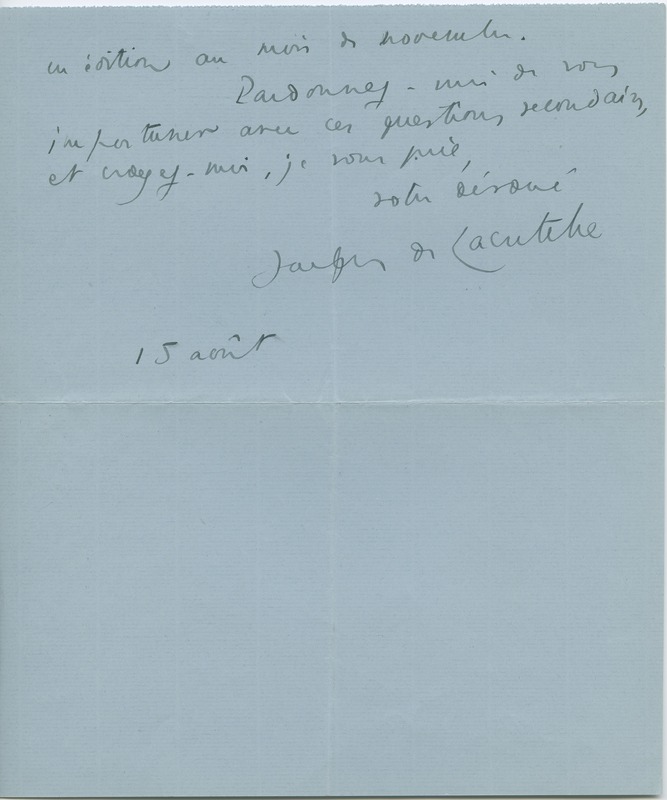 en édition au mois de novembre.
Pardonnez-moi de vous
importuner avec ces questions secondaires,
et croyez-moi, je vous prie,
votre dévoué
Jacques de Lacretelle
15 août